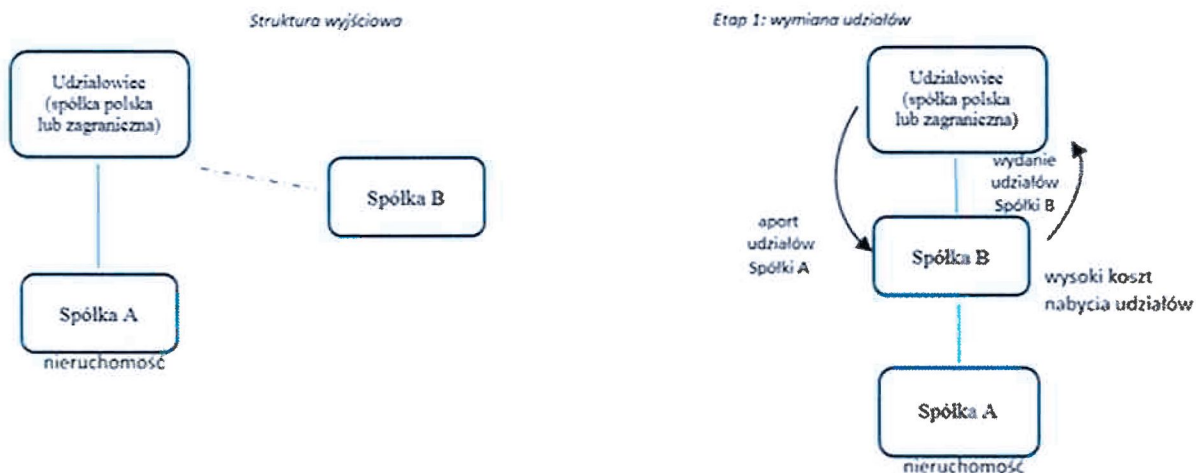 Struktura wyjściowa
Udziałowiec
(spółka polska
lub zagraniczna)
Spółka B
Spółka A
nieruchomość
Etap 1: wymiana udziałów
Udziałowiec
(spółka polska
lub zagraniczna)
wydanie
udziałów
Spółki B
aport
udziałów
Spółki A
Spółka B
wysoki koszt
nabycia udziałów
Spółka A
nieruchomość